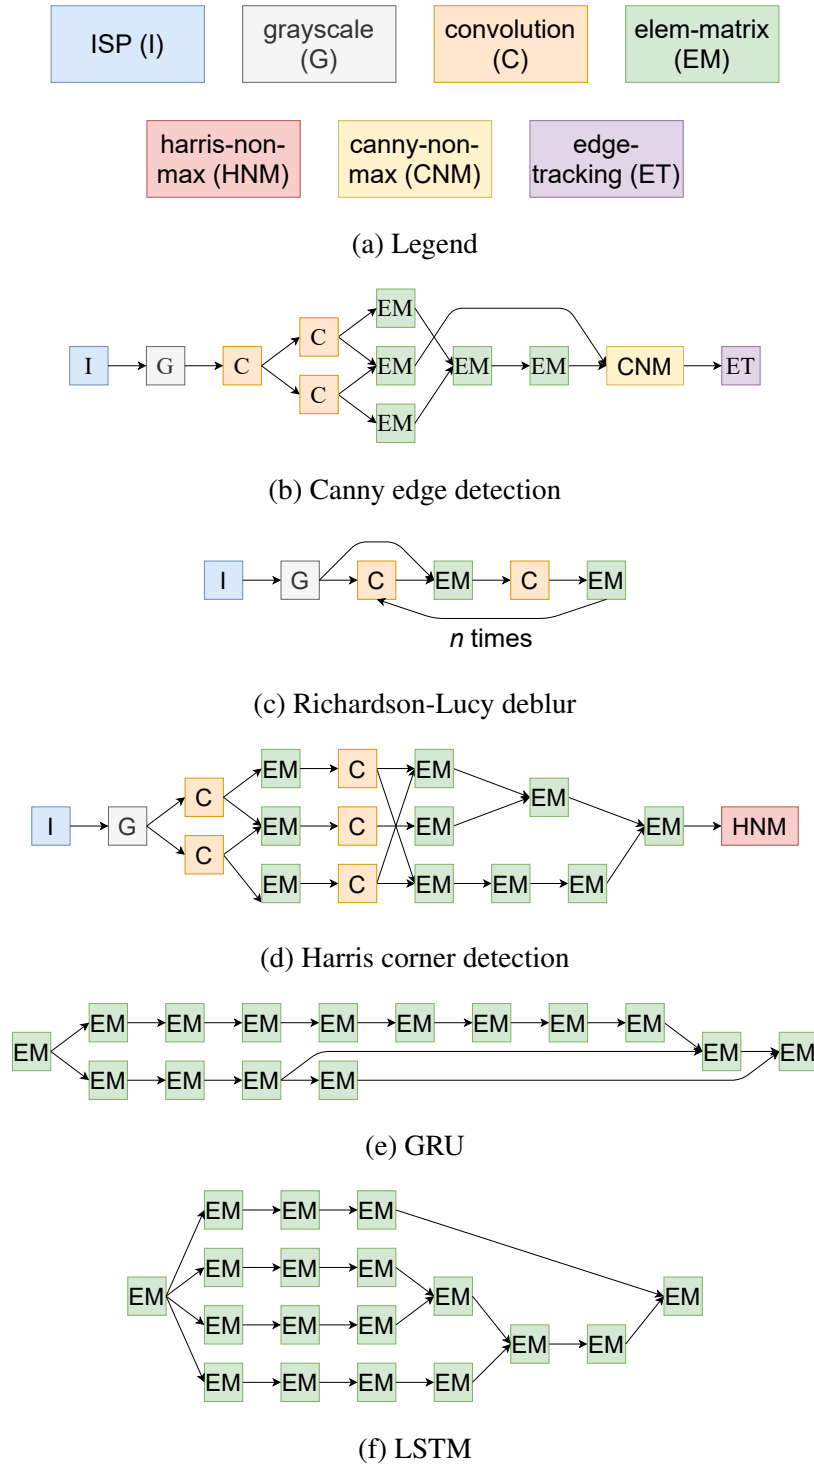 ISP (I)
grayscale (G)
convolution (C)
elem-matrix (EM)
harris-non-max (HNM)
canny-non-max (CNM)
edge-tracking (ET)
(a) Legend
EM
C
I G C EM CNM ET
EM EM
C
EM
(b) Canny edge detection
I G C EM C EM
n times
(c) Richardson-Lucy deblur
EM C EM
C EM
I G EM C EM EM HNM
C
EM C EM EM EM
(d) Harris corner detection
EM EM EM EM EM EM EM EM
EM EM EM
EM EM EM EM
(e) GRU
EM EM EM
EM EM EM
EM EM EM
EM EM EM
EM EM
EM EM EM EM
(f) LSTM